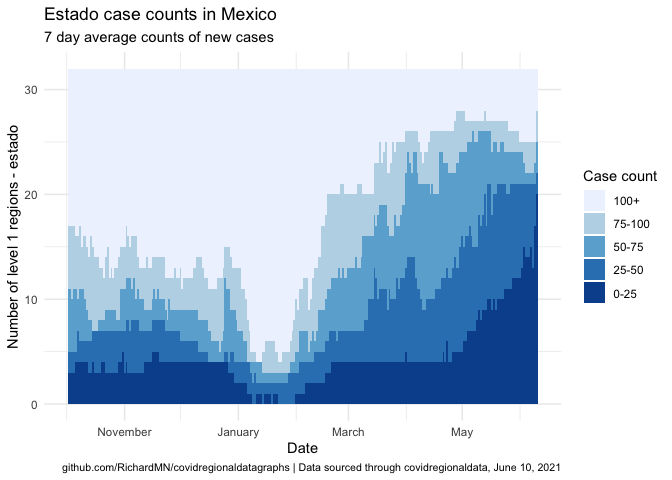 Estado case counts in Mexico
7 day average counts of new cases
Number of level 1 regions - estado
30
20
10
0
November
January
March
May
Date
Case count
100+
75-100
50-75
25-50
0-25
github.com/RichardMN/covidregionaldatagraphs | Data sourced through covidregionaldata, June 10, 2021